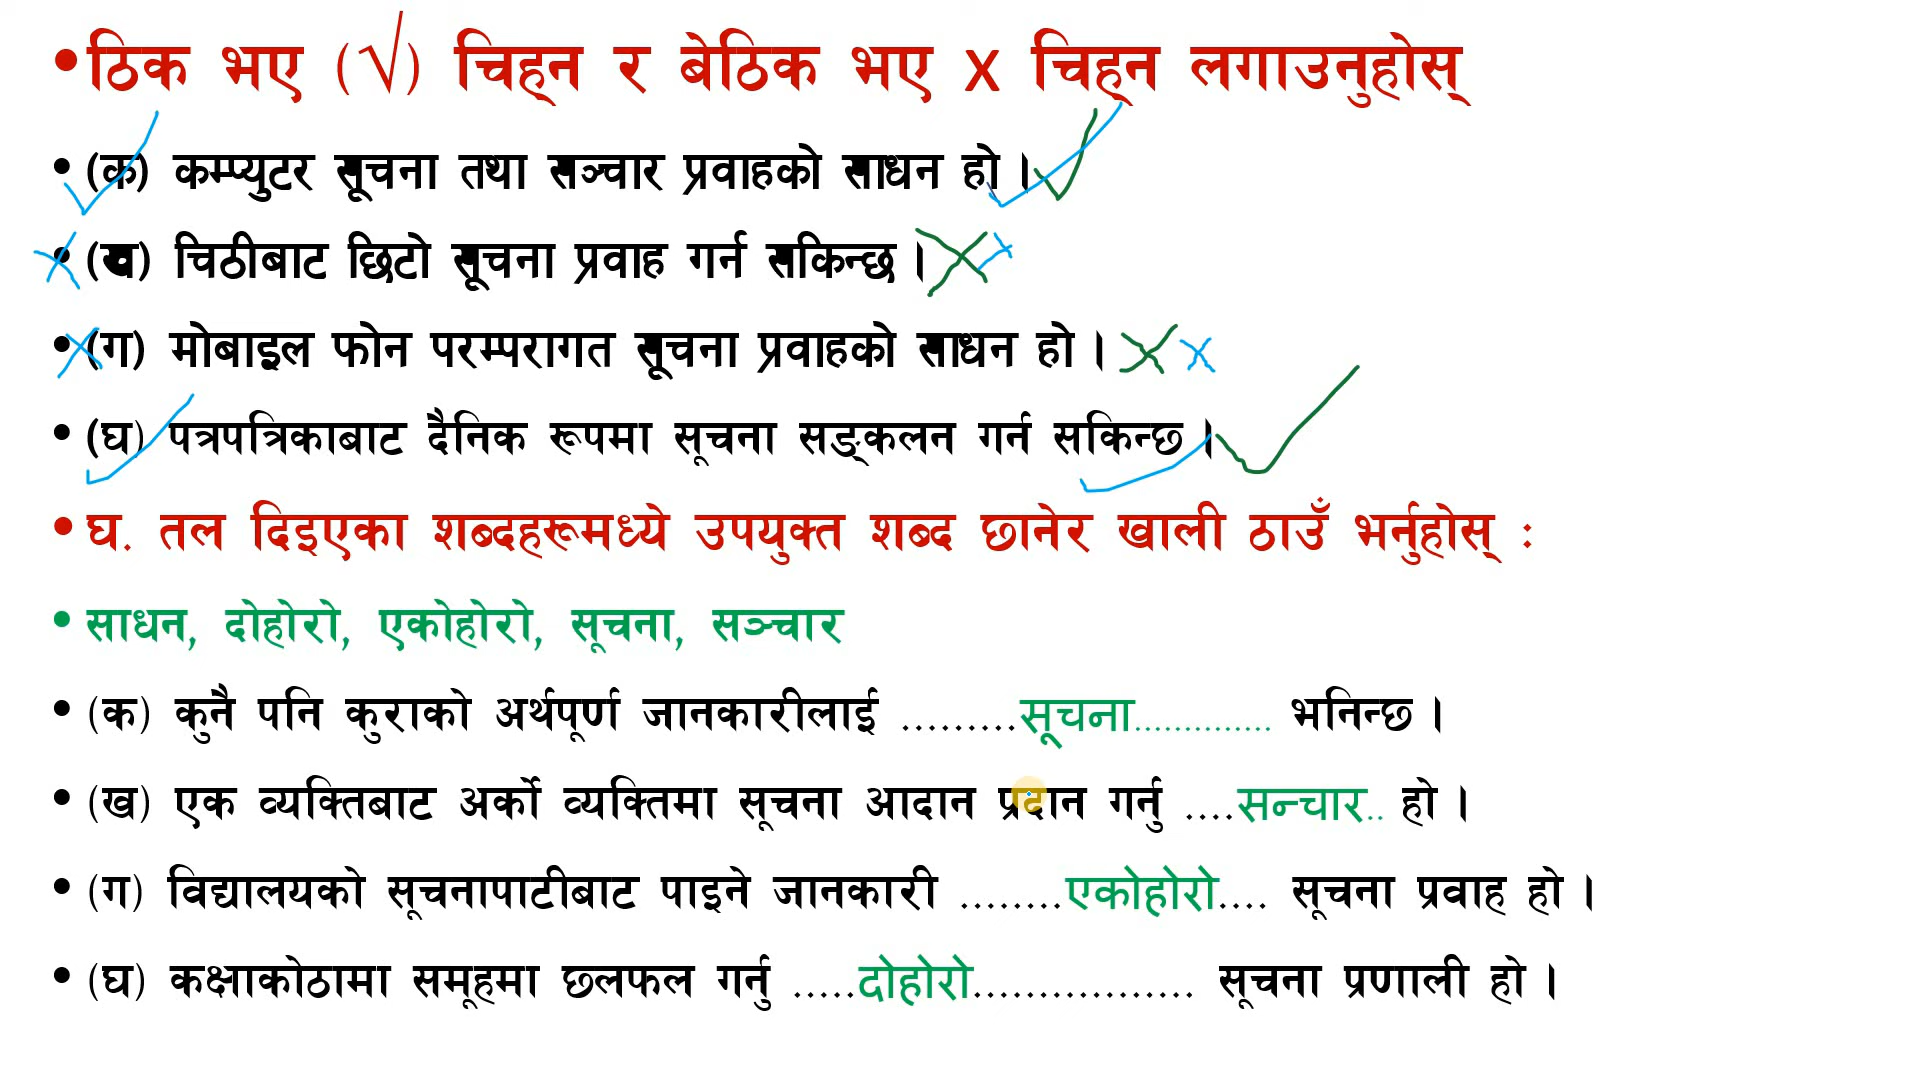 •ठिक भए (√) चिह्न र बेठिक भए x चिह्न लगाउनुहोस्
• (क) कम्प्युटर सूचना तथा सञ्चार प्रवाहको साधन हो । ✓
• (ख) चिठीबाट छिटो सूचना प्रवाह गर्न सकिन्छ । ✗
• (ग) मोबाइल फोन परम्परागत सूचना प्रवाहको साधन हो । ✗
• (घ) पत्रपत्रिकाबाट दैनिक रूपमा सूचना सङ्कलन गर्न सकिन्छ । ✓
• घ. तल दिइएका शब्दहरूमध्ये उपयुक्त शब्द छानेर खाली ठाउँ भर्नुहोस् :
• साधन, दोहोरो, एकोहोरो, सूचना, सञ्चार
• (क) कुनै पनि कुराको अर्थपूर्ण जानकारीलाई .........सूचना.............. भनिन्छ ।
• (ख) एक व्यक्तिबाट अर्को व्यक्तिमा सूचना आदान प्रदान गर्नु ....सन्चार.. हो ।
• (ग) विद्यालयको सूचनापाटीबाट पाइने जानकारी ........एकोहोरो.... सूचना प्रवाह हो ।
• (घ) कक्षाकोठामा समूहमा छलफल गर्नु .....दोहोरो................. सूचना प्रणाली हो ।